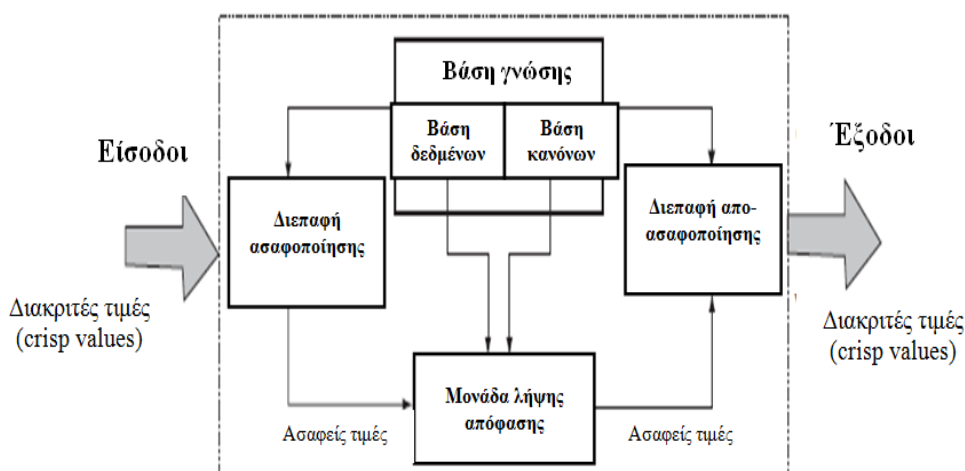 Βάση γνώσης
Βάση
δεδμένων
Βάση
κανόνων
Είσοδοι
Έξοδοι
Διεπαφή
ασαφοποίησης
Διεπαφή απο-
ασαφοποίησης
Διακριτές τιμές
(crisp values)
Διακριτές τιμές
(crisp values)
Μονάδα λήψης
απόφασης
Ασαφείς τιμές
Ασαφείς τιμές